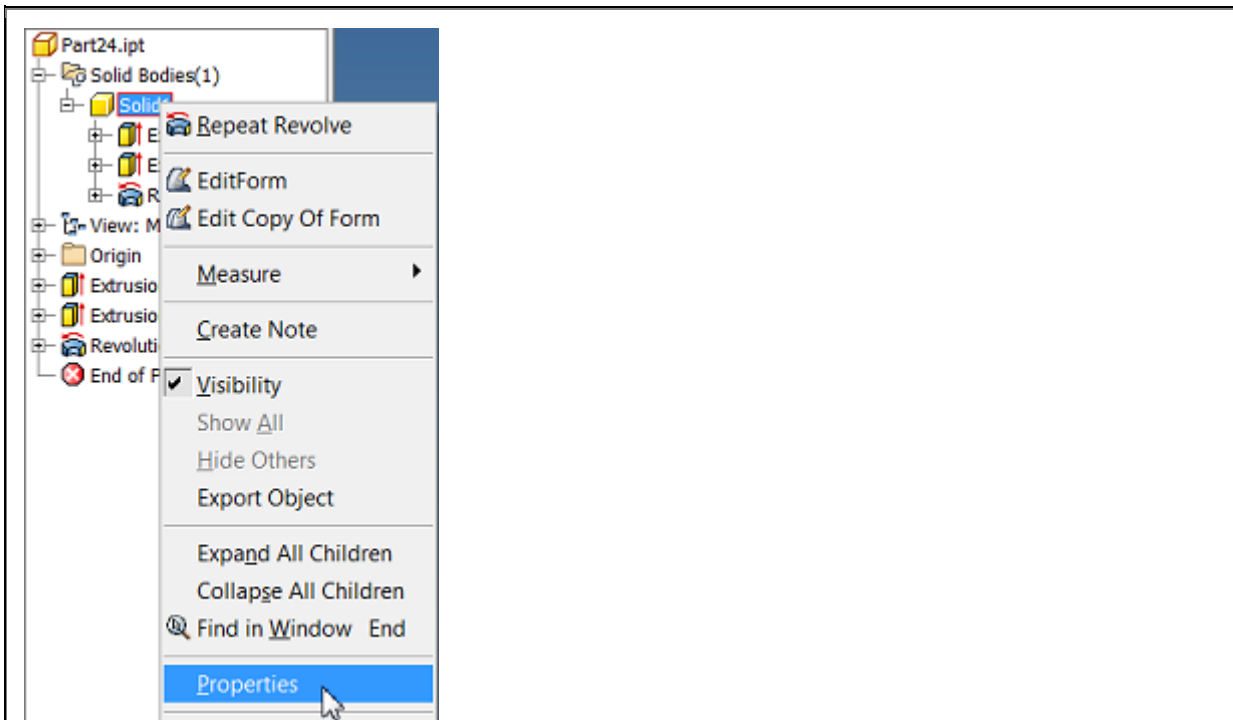 Part24.ipt
Solid Bodies(1)
Solid1
E
E
R
View: M
Origin
Extrusio
Extrusio
Revoluti
End of P
Repeat Revolve
EditForm
Edit Copy Of Form
Measure
Create Note
Visibility
Show All
Hide Others
Export Object
Expand All Children
Collapse All Children
Find in Window End
Properties